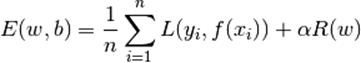 E(w, b) = \frac{1}{n} \sum_{i=1}^{n} L(y_i, f(x_i)) + \alpha R(w)